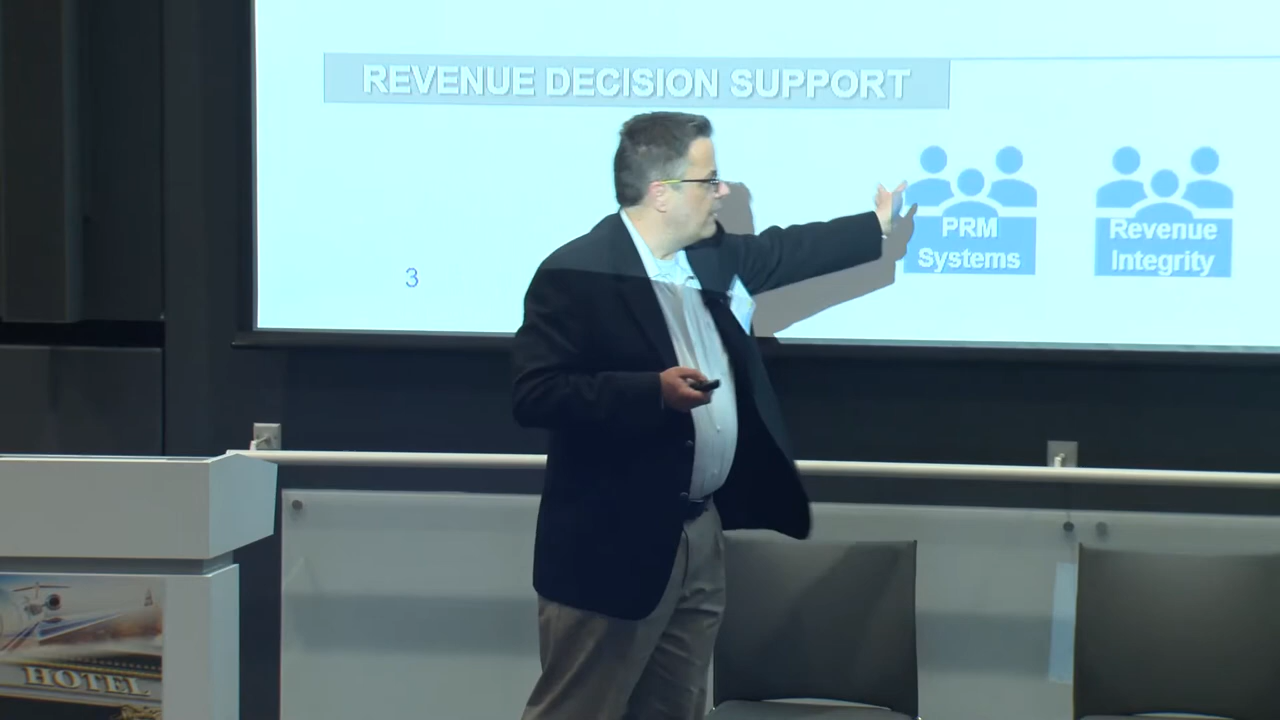 REVENUE DECISION SUPPORT
PRM
Systems
Revenue
Integrity
3
HOTEL